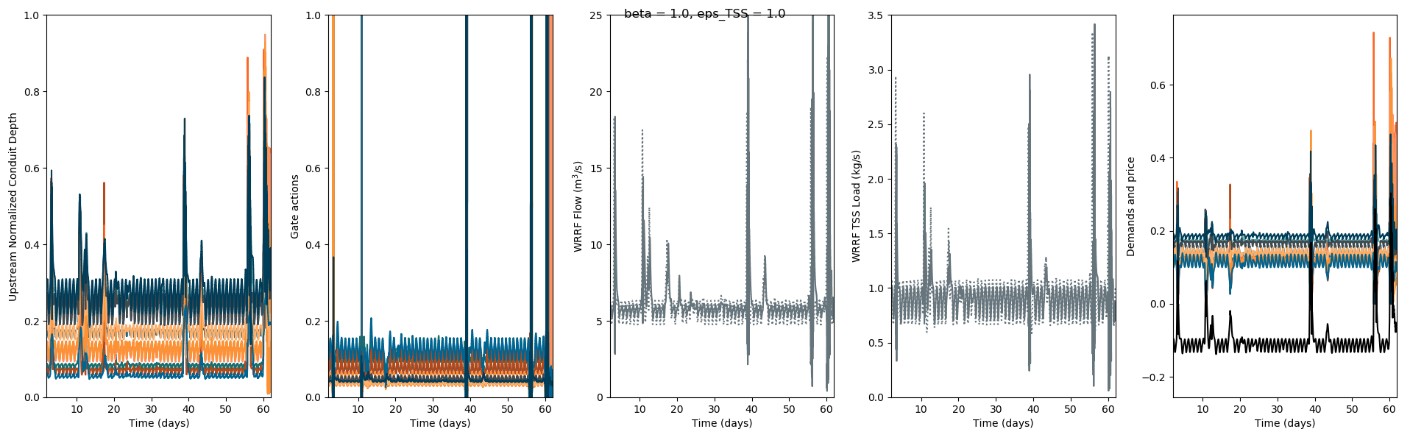 beta = 1.0, eps_TSS = 1.0
Upstream Normalized Conduit Depth
1.0
0.8
0.6
0.4
0.2
0.0
10 20 30 40 50 60
Time (days)
Gate actions
1.0
0.8
0.6
0.4
0.2
0.0
10 20 30 40 50 60
Time (days)
WRRF Flow (m³/s)
25
20
15
10
5
0
10 20 30 40 50 60
Time (days)
WRRF TSS Load (kg/s)
3.5
3.0
2.5
2.0
1.5
1.0
0.5
0.0
10 20 30 40 50 60
Time (days)
Demands and price
0.6
0.4
0.2
0.0
−0.2
10 20 30 40 50 60
Time (days)